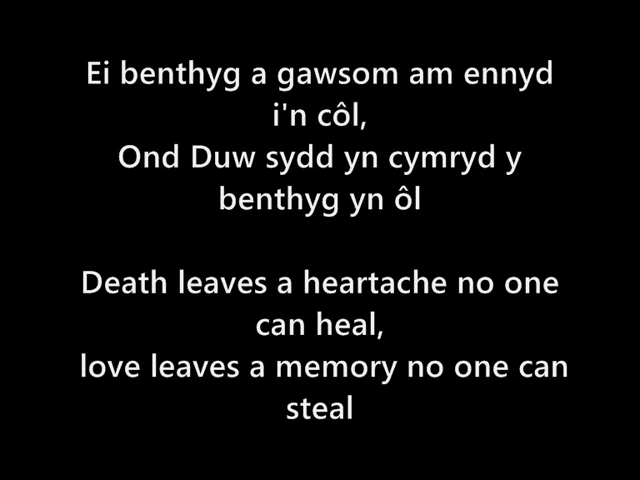 Ei benthyg a gawsom am ennyd
i'n côl,
Ond Duw sydd yn cymryd y
benthyg yn ôl
Death leaves a heartache no one
can heal,
love leaves a memory no one can
steal